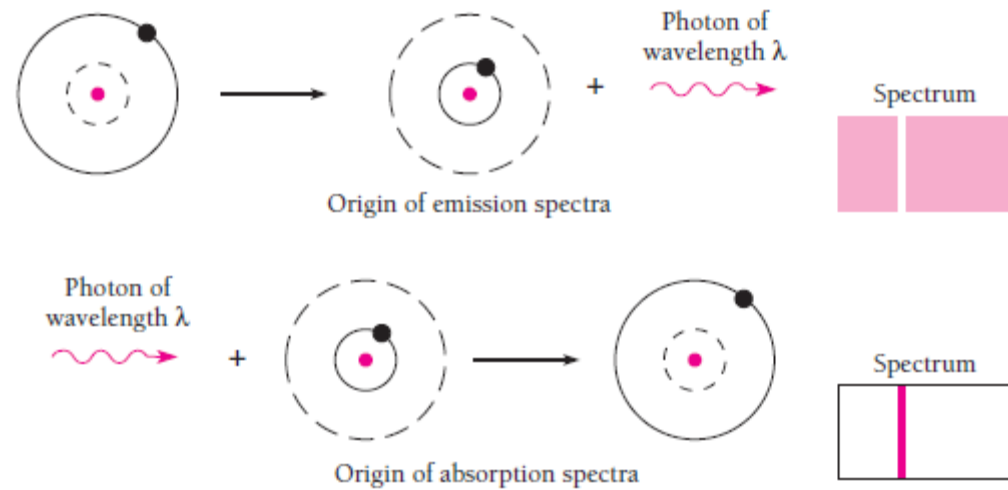 Photon of
wavelength λ
+
Spectrum
Origin of emission spectra
Photon of
wavelength λ
+
Spectrum
Origin of absorption spectra